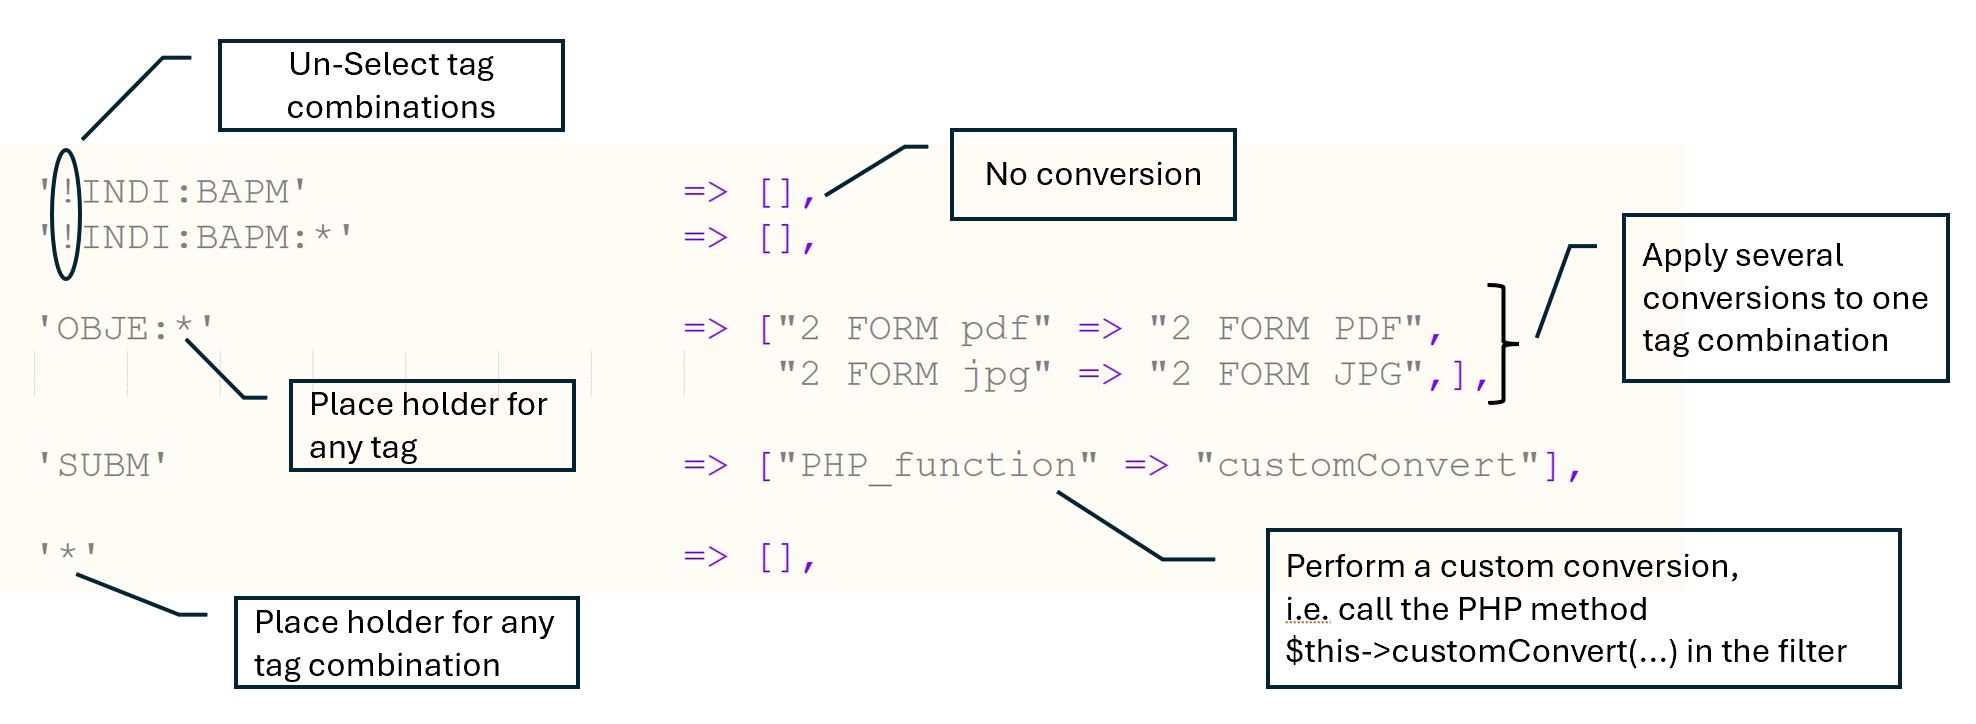 Un-Select tag
combinations
'!INDI:BAPM' => [],
No conversion
'!INDI:BAPM:*' => [],
Apply several
conversions to one
tag combination
'OBJE:*' => ["2 FORM pdf" => "2 FORM PDF",
"2 FORM jpg" => "2 FORM JPG",],
Place holder for
any tag
'SUBM' => ["PHP_function" => "customConvert"],
'*' => [],
Perform a custom conversion,
i.e. call the PHP method
$this->customConvert(...) in the filter
Place holder for any
tag combination